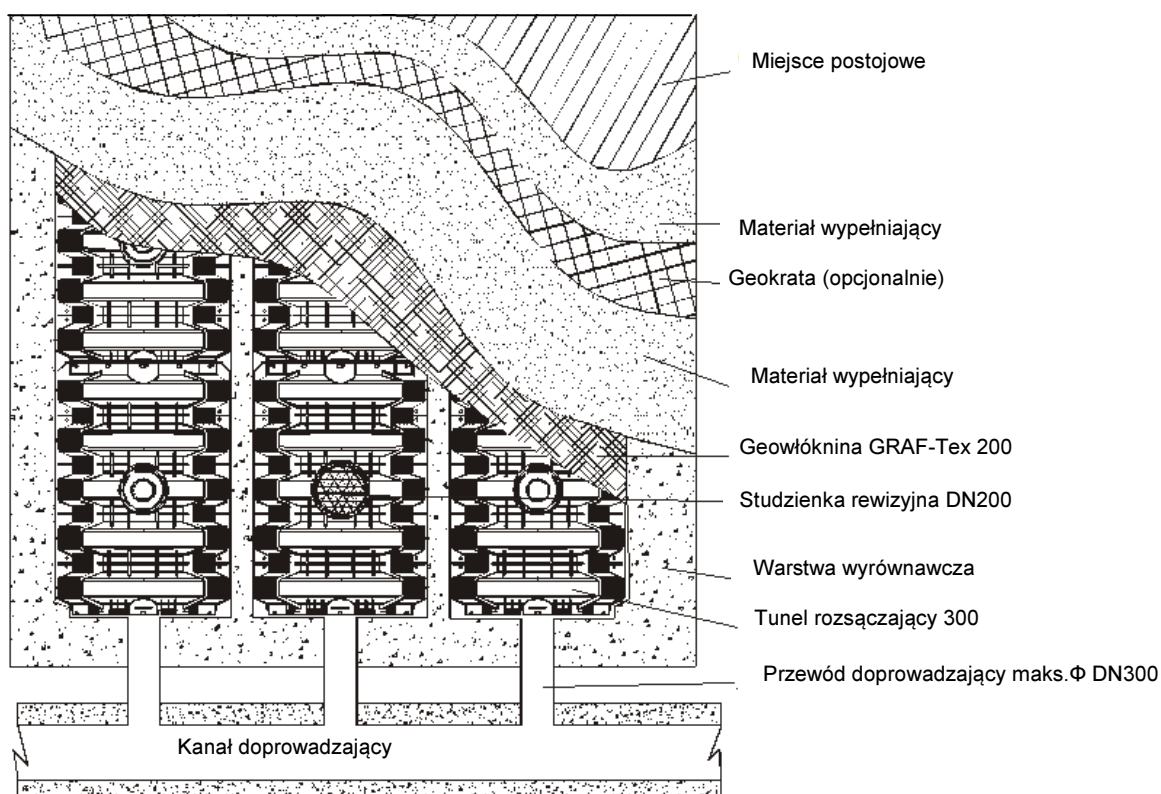 Miejsce postojowe
Materiał wypełniający
Geokrata (opcjonalnie)
Materiał wypełniający
Geowłóknina GRAF-Tex 200
Studzienka rewizyjna DN200
Warstwa wyrównawcza
Tunel rozsączający 300
Przewód doprowadzający maks.Φ DN300
Kanał doprowadzający